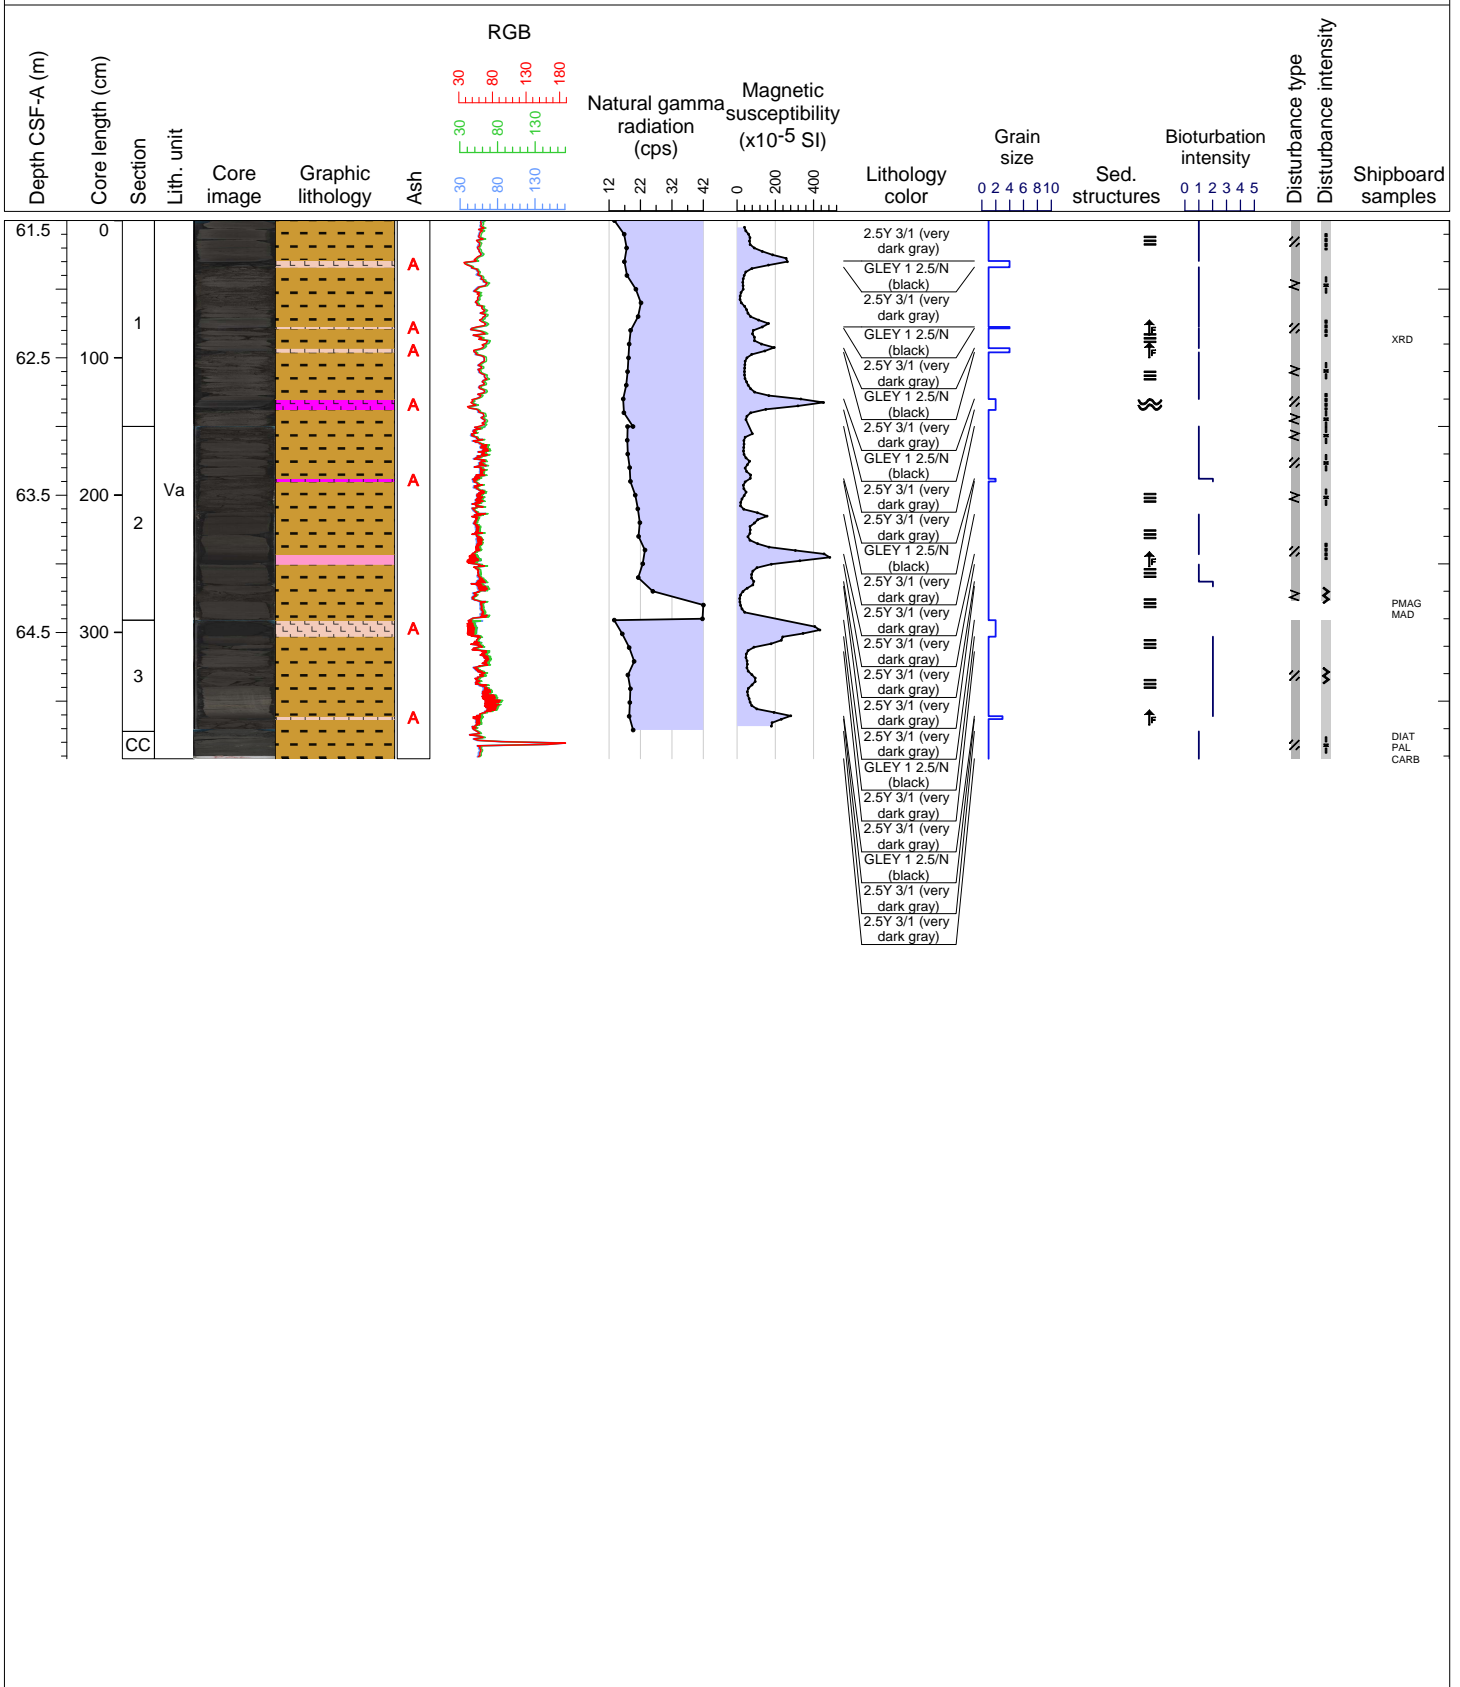 RGB
Depth CSF-A (m)
Core length (cm)
Section
Lith. unit
Core
image
Graphic
lithology
Ash
30 80 130 180
30 80 130
30 80 130
Natural gamma
radiation
(cps)
12 22 32 42
Magnetic
susceptibility
(x10-5 SI)
0 200 400
Lithology
color
Grain
size
0 2 4 6 8 10
Sed.
structures
Bioturbation
intensity
0 1 2 3 4 5
Disturbance type
Disturbance intensity
Shipboard
samples
61.5
62.5
63.5
64.5
0
100
200
300
1
2
3
CC
Va
A
A
A
A
A
A
A
2.5Y 3/1 (very
dark gray)
GLEY 1 2.5/N
(black)
2.5Y 3/1 (very
dark gray)
GLEY 1 2.5/N
(black)
2.5Y 3/1 (very
dark gray)
GLEY 1 2.5/N
(black)
2.5Y 3/1 (very
dark gray)
GLEY 1 2.5/N
(black)
2.5Y 3/1 (very
dark gray)
2.5Y 3/1 (very
dark gray)
GLEY 1 2.5/N
(black)
2.5Y 3/1 (very
dark gray)
2.5Y 3/1 (very
dark gray)
2.5Y 3/1 (very
dark gray)
2.5Y 3/1 (very
dark gray)
2.5Y 3/1 (very
dark gray)
2.5Y 3/1 (very
dark gray)
GLEY 1 2.5/N
(black)
2.5Y 3/1 (very
dark gray)
2.5Y 3/1 (very
dark gray)
GLEY 1 2.5/N
(black)
2.5Y 3/1 (very
dark gray)
2.5Y 3/1 (very
dark gray)
F
F
F
F
XRD
PMAG
MAD
DIAT
PAL
CARB